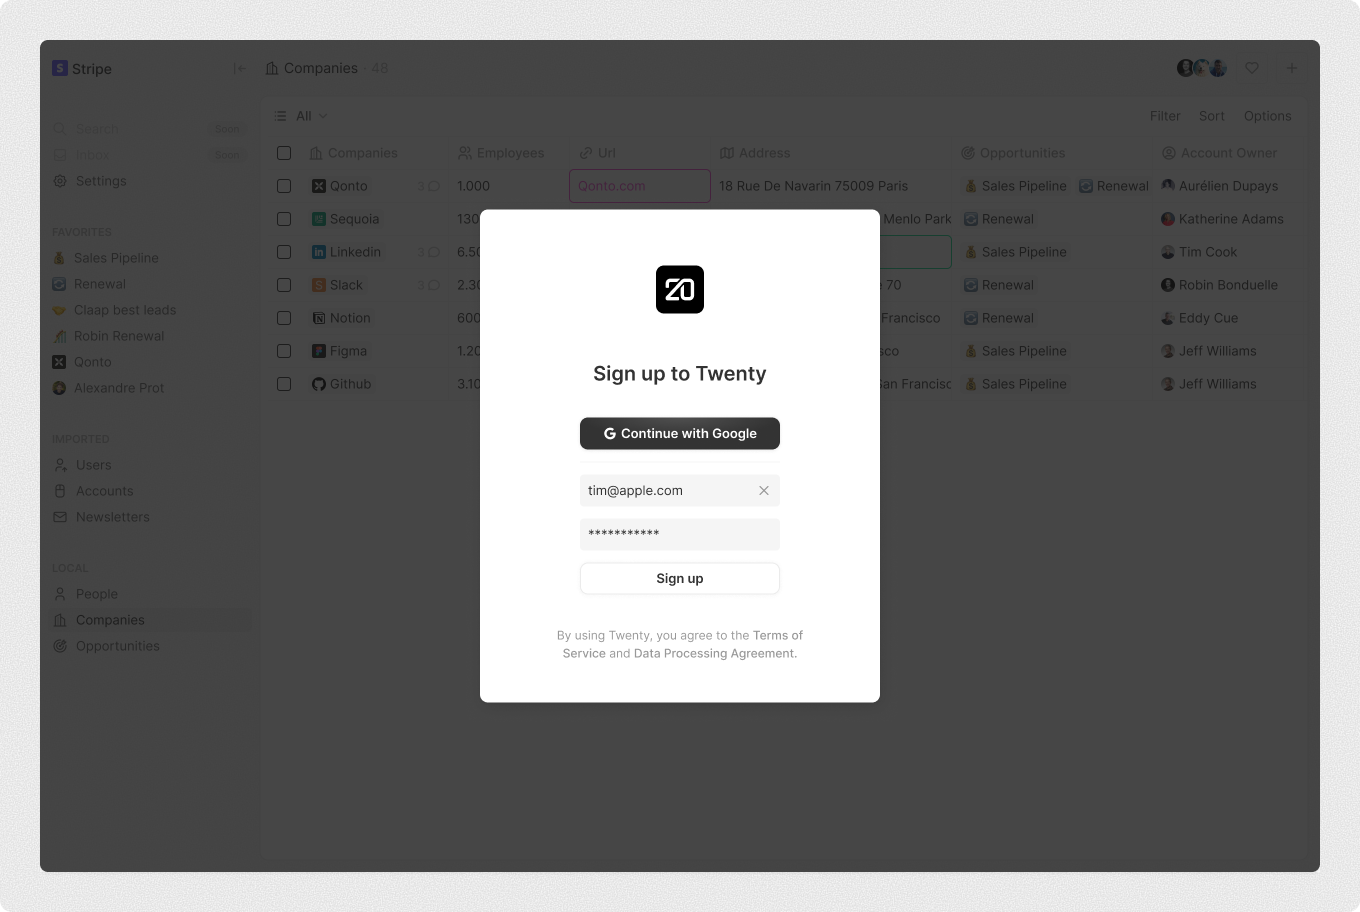 Stripe
Companies · 48
Search Soon
Inbox Soon
Settings
FAVORITES
Sales Pipeline
Renewal
Claap best leads
Robin Renewal
Qonto
Alexandre Prot
IMPORTED
Users
Accounts
Newsletters
LOCAL
People
Companies
Opportunities
All Filter Sort Options
Companies Employees Url Address Opportunities Account Owner
Qonto 3 1.000 Qonto.com 18 Rue De Navarin 75009 Paris Sales Pipeline Renewal Aurélien Dupays
Sequoia 130 Menlo Park Renewal Katherine Adams
Linkedin 3 6.50 Sales Pipeline Tim Cook
Slack 3 2.30 70 Renewal Robin Bonduelle
Notion 600 Francisco Renewal Eddy Cue
Figma 1.20 sco Sales Pipeline Jeff Williams
Github 3.10 San Francisc Sales Pipeline Jeff Williams
20
Sign up to Twenty
Continue with Google
tim@apple.com
***********
Sign up
By using Twenty, you agree to the Terms of
Service and Data Processing Agreement.